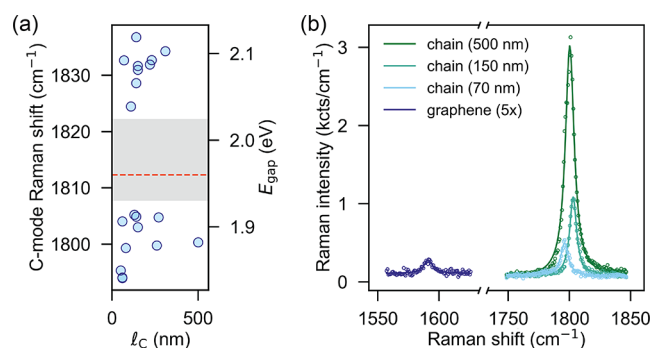 (a)
C-mode Raman shift (cm⁻¹)
1830
1820
1810
1800
2.1
2.0
1.9
E_gap (eV)
0
500
ℓ_C (nm)
(b)
Raman intensity (kcts/cm⁻¹)
3
2
1
0
chain (500 nm)
chain (150 nm)
chain (70 nm)
graphene (5x)
1550
1600
1750
1800
1850
Raman shift (cm⁻¹)